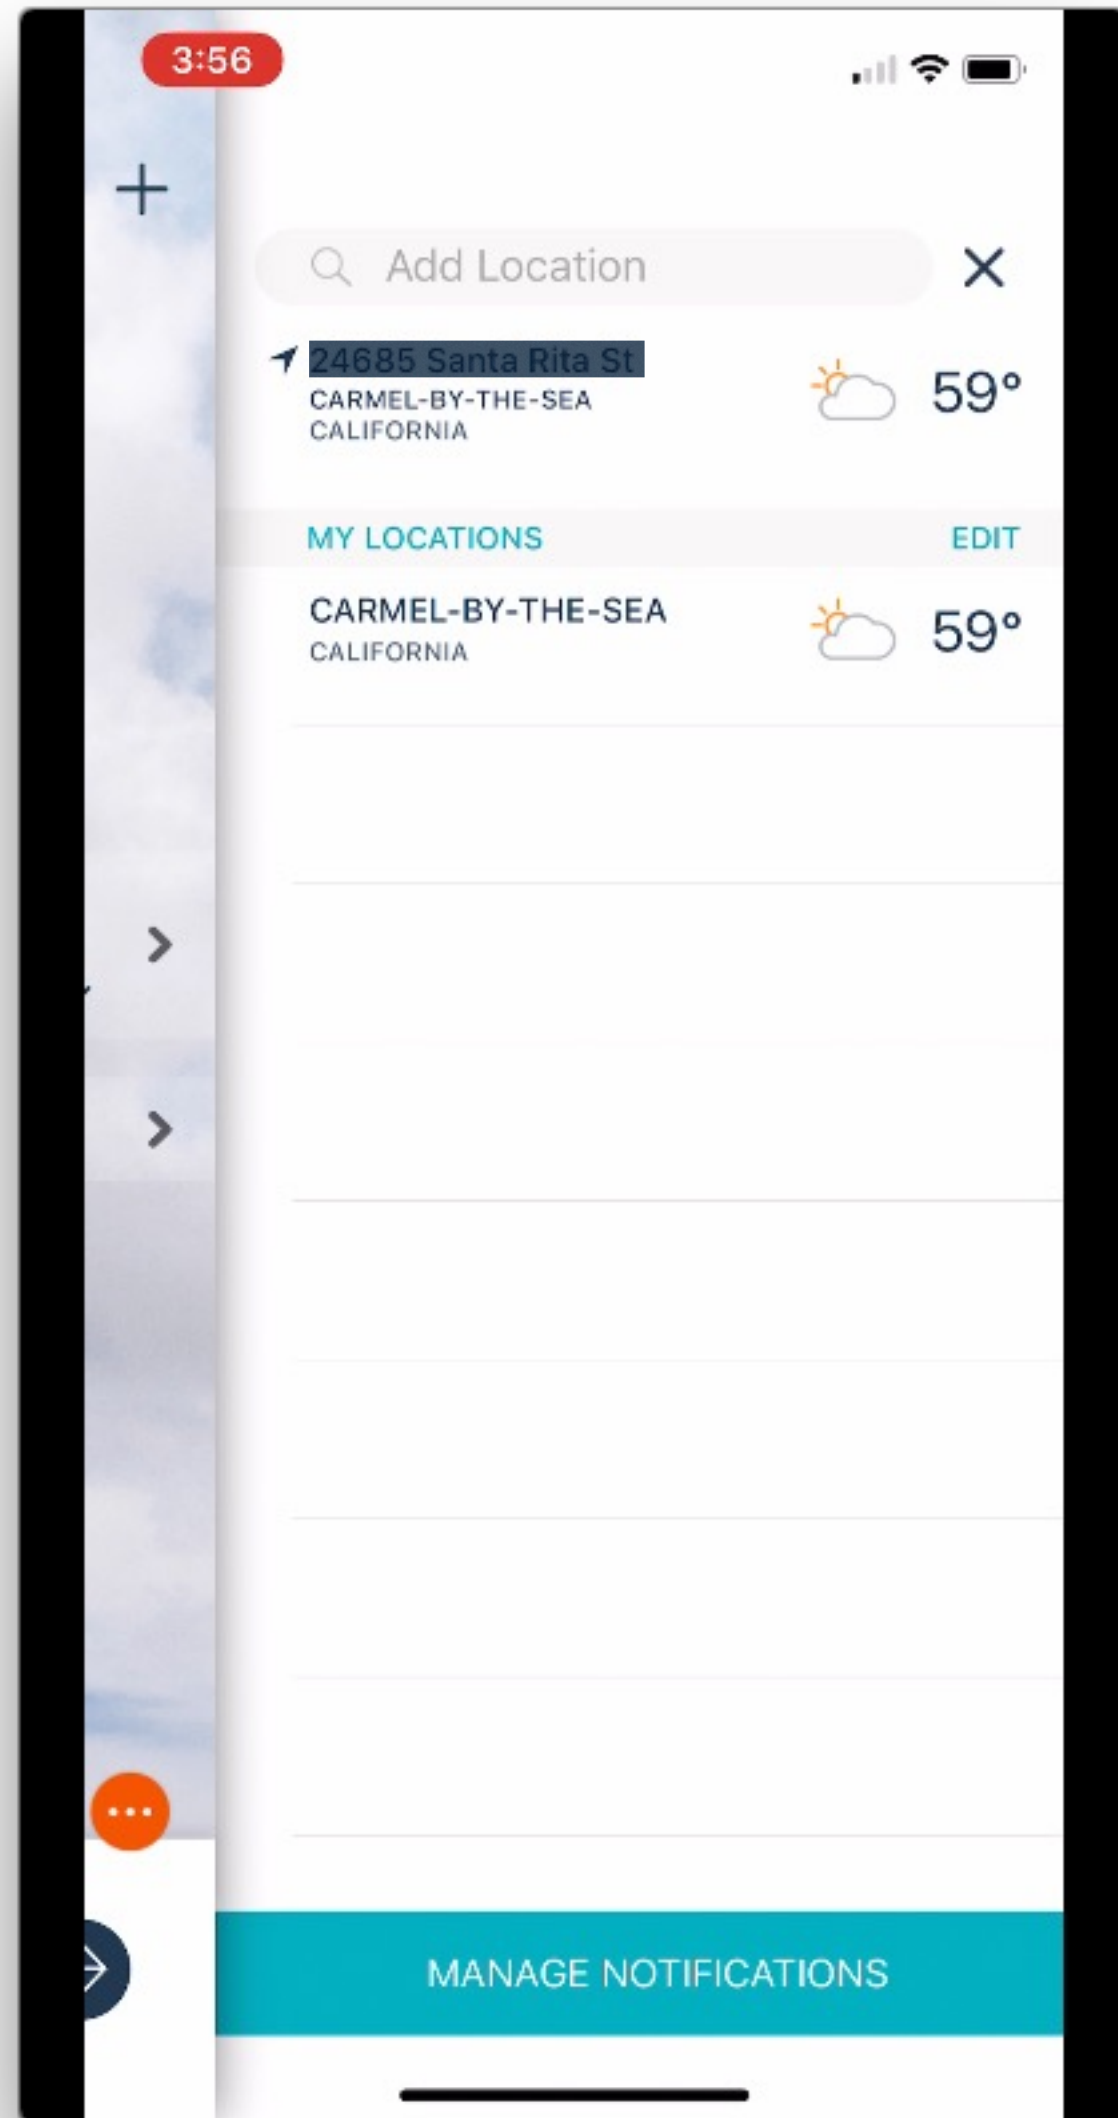 3:56
Add Location
24685 Santa Rita St
CARMEL-BY-THE-SEA
CALIFORNIA
59°
MY LOCATIONS
EDIT
CARMEL-BY-THE-SEA
CALIFORNIA
59°
MANAGE NOTIFICATIONS